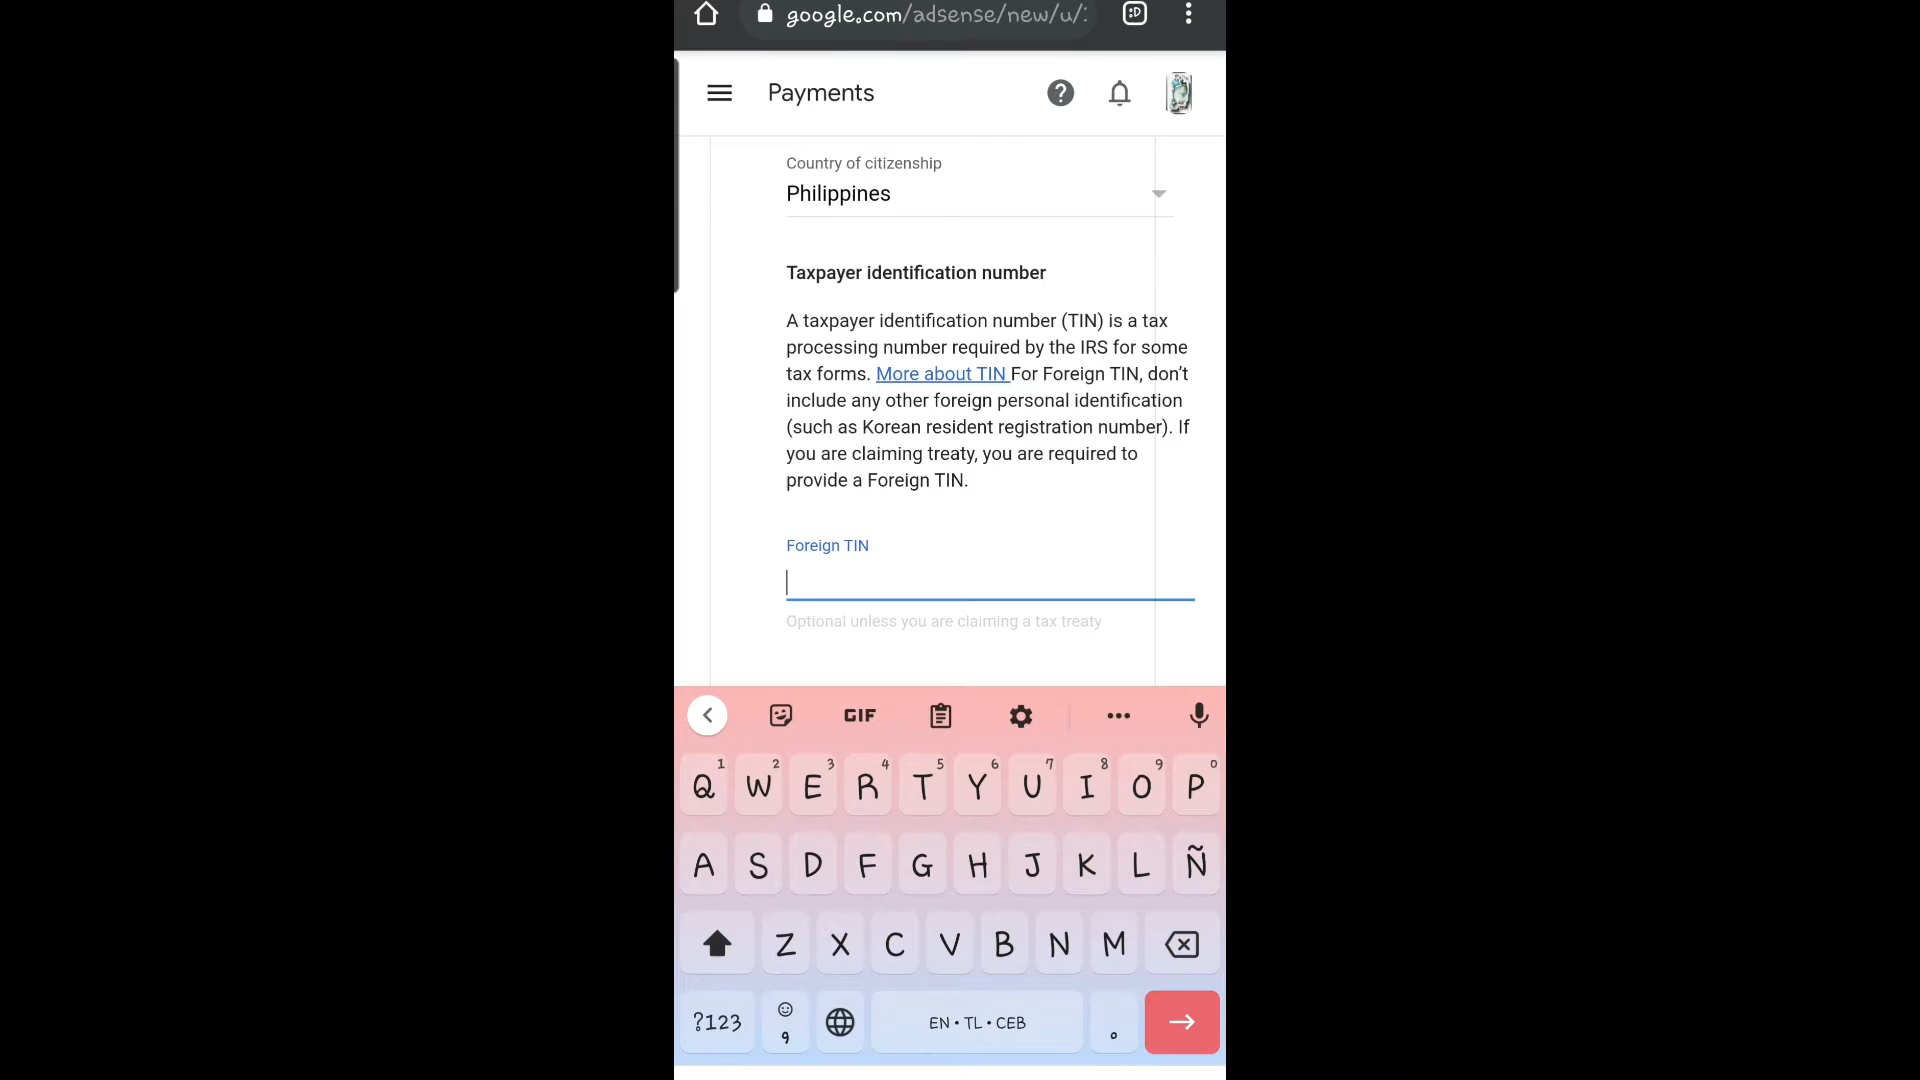 google.com/adsense/new/u/
:D
Payments
Country of citizenship
Philippines
Taxpayer identification number
A taxpayer identification number (TIN) is a tax
processing number required by the IRS for some
tax forms. More about TIN For Foreign TIN, don't
include any other foreign personal identification
(such as Korean resident registration number). If
you are claiming treaty, you are required to
provide a Foreign TIN.
Foreign TIN
Optional unless you are claiming a tax treaty
GIF
1 2 3 4 5 6 7 8 9 0
Q W E R T Y U I O P
A S D F G H J K L Ñ
Z X C V B N M
?123 , EN • TL • CEB .